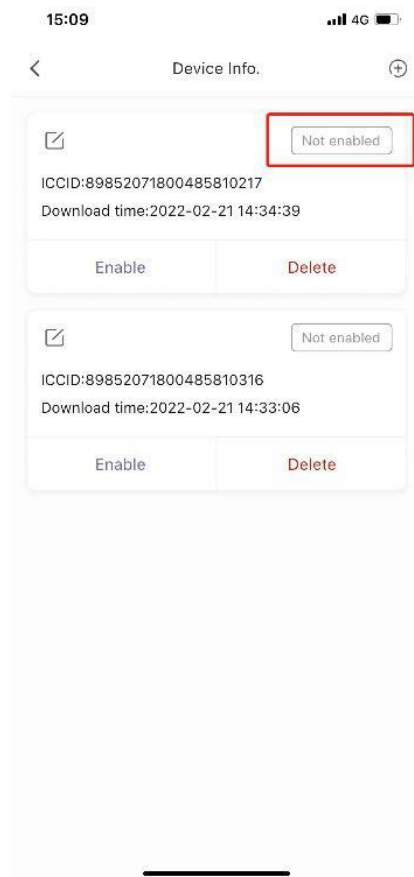 15:09 4G
Device Info.
Not enabled
ICCID:89852071800485810217
Download time:2022-02-21 14:34:39
Enable Delete
Not enabled
ICCID:89852071800485810316
Download time:2022-02-21 14:33:06
Enable Delete